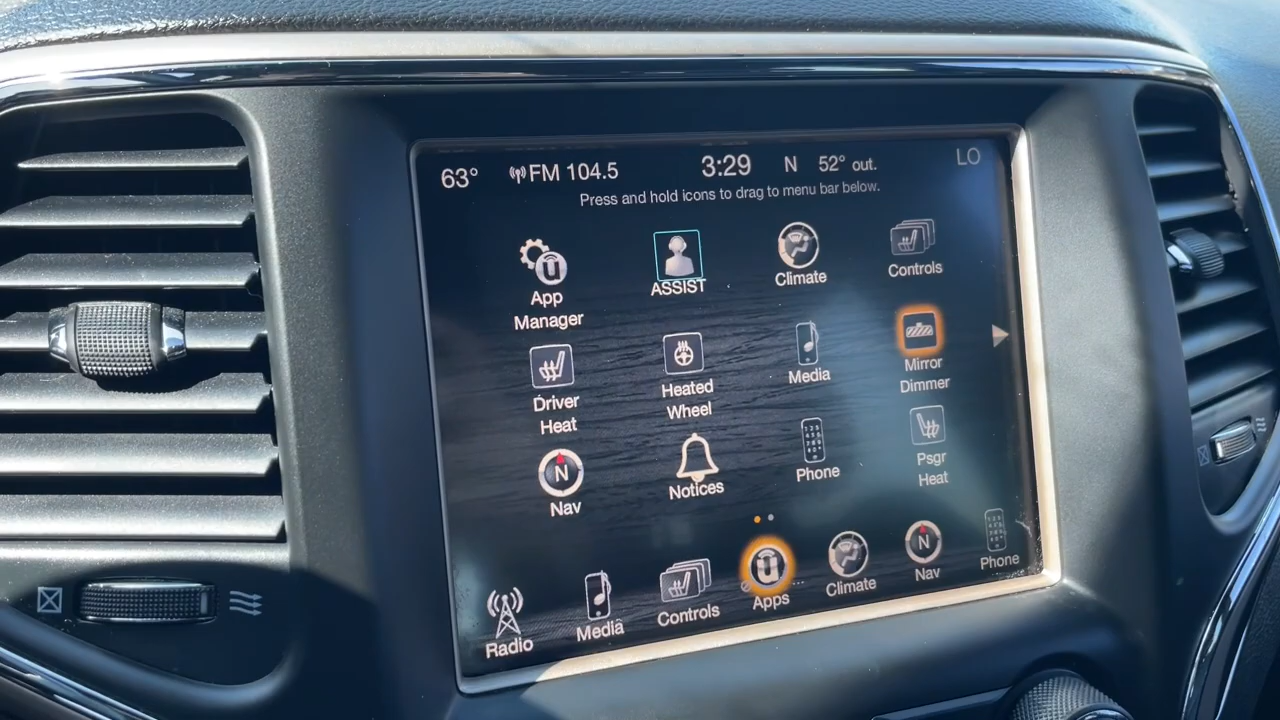 63° FM 104.5 3:29 N 52° out. LO
Press and hold icons to drag to menu bar below.
App
Manager
ASSIST
Climate
Controls
Driver
Heat
Heated
Wheel
Media
Mirror
Dimmer
N
Nav
Notices
Phone
Psgr
Heat
Radio
Media
Controls
Apps
Climate
N
Nav
Phone